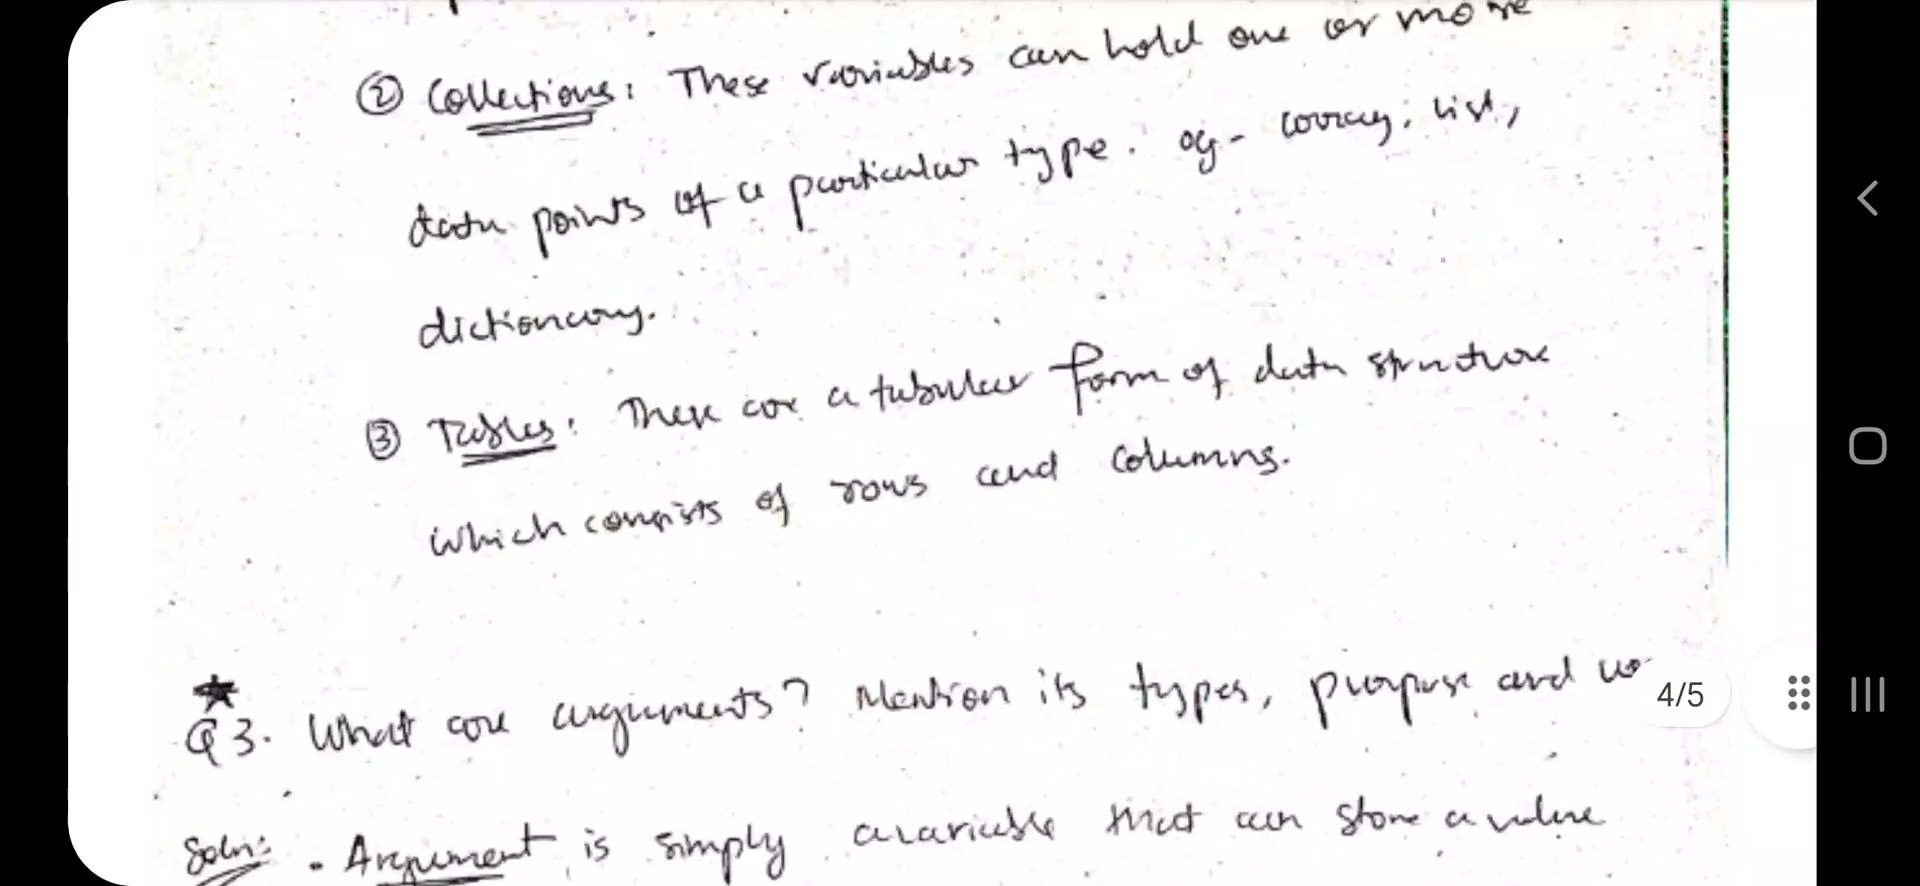 ② Collections: These variables can hold one or more
data points of a particular type. eg- array, list,
dictionary.
③ Tables: These are a tabular form of data structure
which consists of rows and columns.
Q3. What are arguments? Mention its types, purpose and
4/5
Soln: . Argument is simply a variable that can store a value